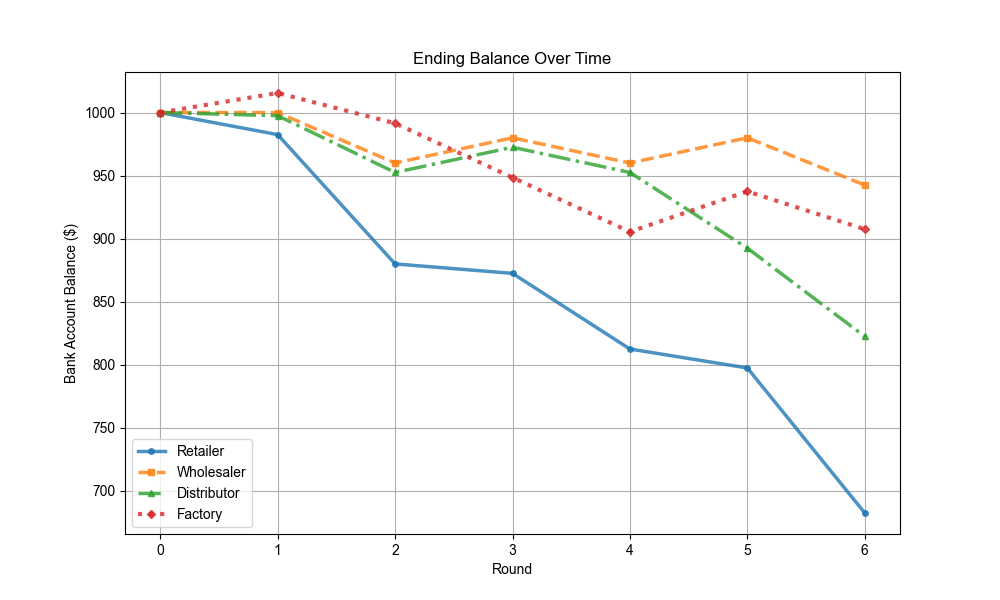 Ending Balance Over Time
Bank Account Balance ($)
1000
950
900
850
800
750
700
Retailer
Wholesaler
Distributor
Factory
0 1 2 3 4 5 6
Round